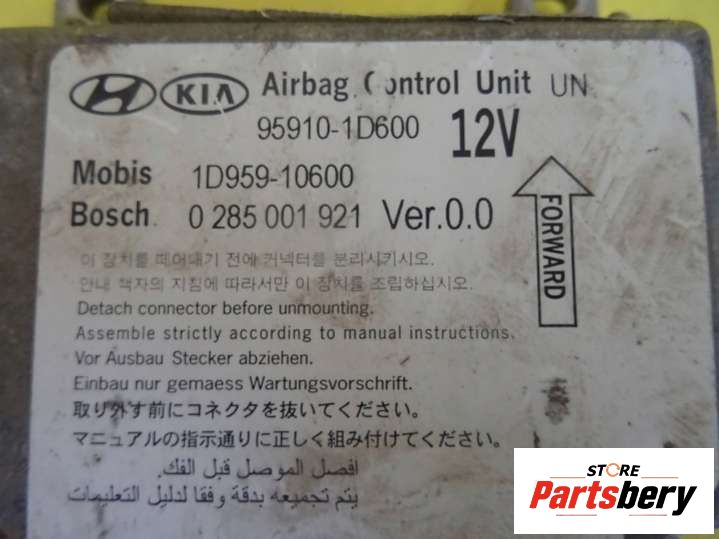 KIA Airbag Control Unit UN
95910-1D600 12V
Mobis 1D959-10600
Bosch 0 285 001 921 Ver.0.0
FORWARD
이 장치를 떼어내기 전에 커넥터를 분리시키시오.
안내 책자의 지침에 따라서만 이 장치를 조립하십시오.
Detach connector before unmounting.
Assemble strictly according to manual instructions.
Vor Ausbau Stecker abziehen.
Einbau nur gemaess Wartungsvorschrift.
取り外す前にコネクタを抜いてください。
マニュアルの指示通りに正しく組み付けてください。
افصل الموصل قبل الفك.
يتم تجميعه بدقة وفقا لدليل التعليمات
STORE
Partsbery